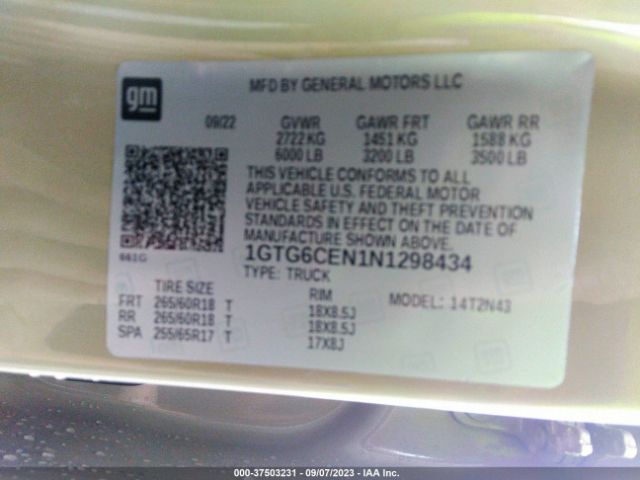 gm
MFD BY GENERAL MOTORS LLC
09/22 GVWR GAWR FRT GAWR RR
2722 KG 1451 KG 1588 KG
6000 LB 3200 LB 3500 LB
THIS VEHICLE CONFORMS TO ALL
APPLICABLE U.S. FEDERAL MOTOR
VEHICLE SAFETY AND THEFT PREVENTION
STANDARDS IN EFFECT ON THE DATE OF
MANUFACTURE SHOWN ABOVE.
661G
1GTG6CEN1N1298434
TYPE: TRUCK
TIRE SIZE RIM MODEL: 14T2N43
FRT 265/60R18 T 18X8.5J
RR 265/60R18 T 18X8.5J
SPA 255/65R17 T 17X8J
000-37503231 - 09/07/2023 - IAA Inc.